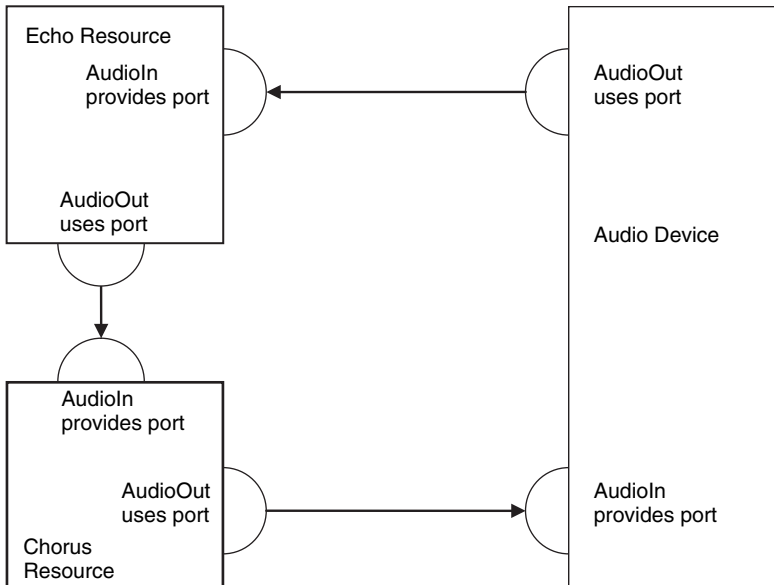 Echo Resource
AudioIn
provides port
AudioOut
uses port
AudioOut
uses port
Audio Device
AudioIn
provides port
AudioOut
uses port
Chorus
Resource
AudioIn
provides port